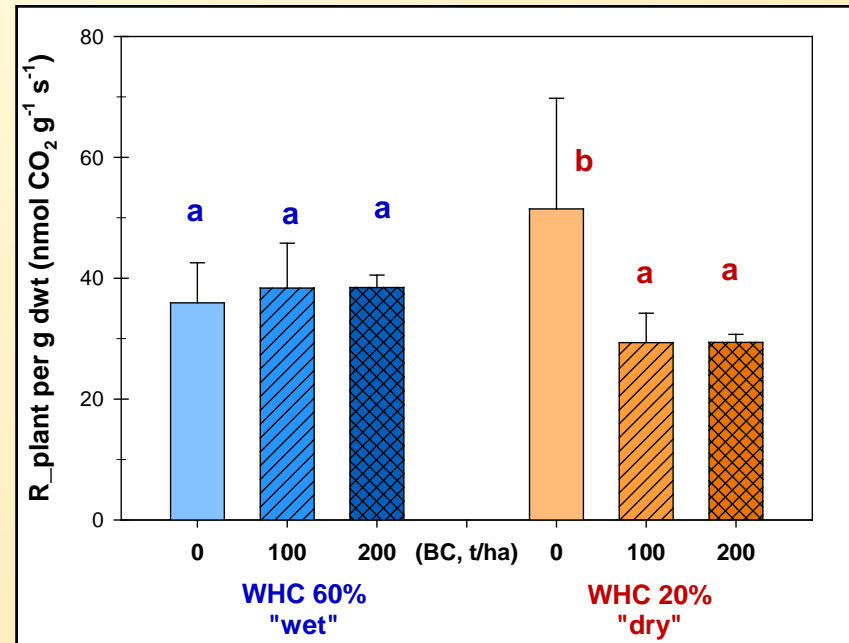 R_plant per g dwt (nmol CO₂ g⁻¹ s⁻¹)
80
60
40
20
0
a a a b a a
0 100 200 (BC, t/ha) 0 100 200
WHC 60% WHC 20%
"wet" "dry"